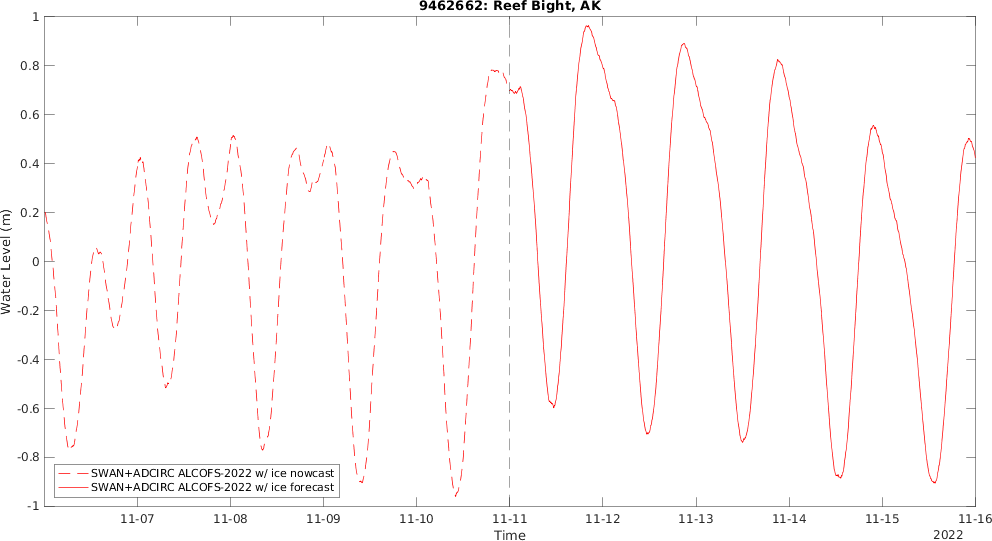 9462662: Reef Bight, AK
1
0.8
0.6
0.4
0.2
0
-0.2
-0.4
-0.6
-0.8
-1
Water Level (m)
SWAN+ADCIRC ALCOFS-2022 w/ ice nowcast
SWAN+ADCIRC ALCOFS-2022 w/ ice forecast
11-07 11-08 11-09 11-10 11-11 11-12 11-13 11-14 11-15 11-16
Time
2022